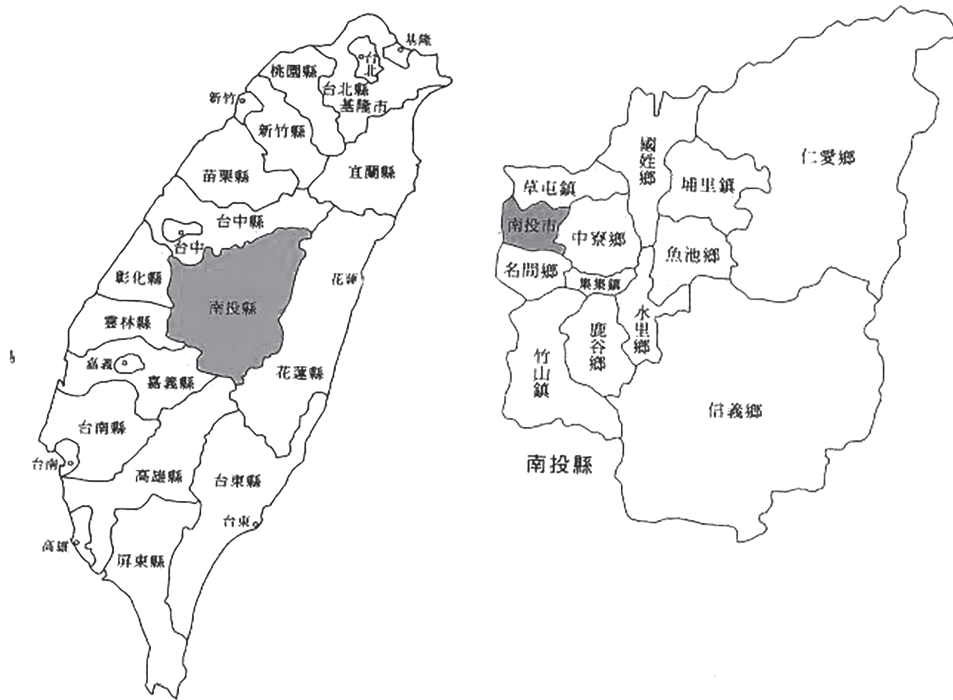 基隆
台北
桃園縣
台北縣
基隆市
新竹
新竹縣
宜蘭縣
苗栗縣
台中縣
台中
彰化縣
南投縣
花蓮
雲林縣
嘉義
嘉義縣
花蓮縣
台南縣
台南
高雄縣
台東縣
台東
高雄
屏東縣
仁愛鄉
國姓鄉
埔里鎮
草屯鎮
南投市
中寮鄉
魚池鄉
名間鄉
集集鎮
水里鄉
鹿谷鄉
竹山鎮
信義鄉
南投縣